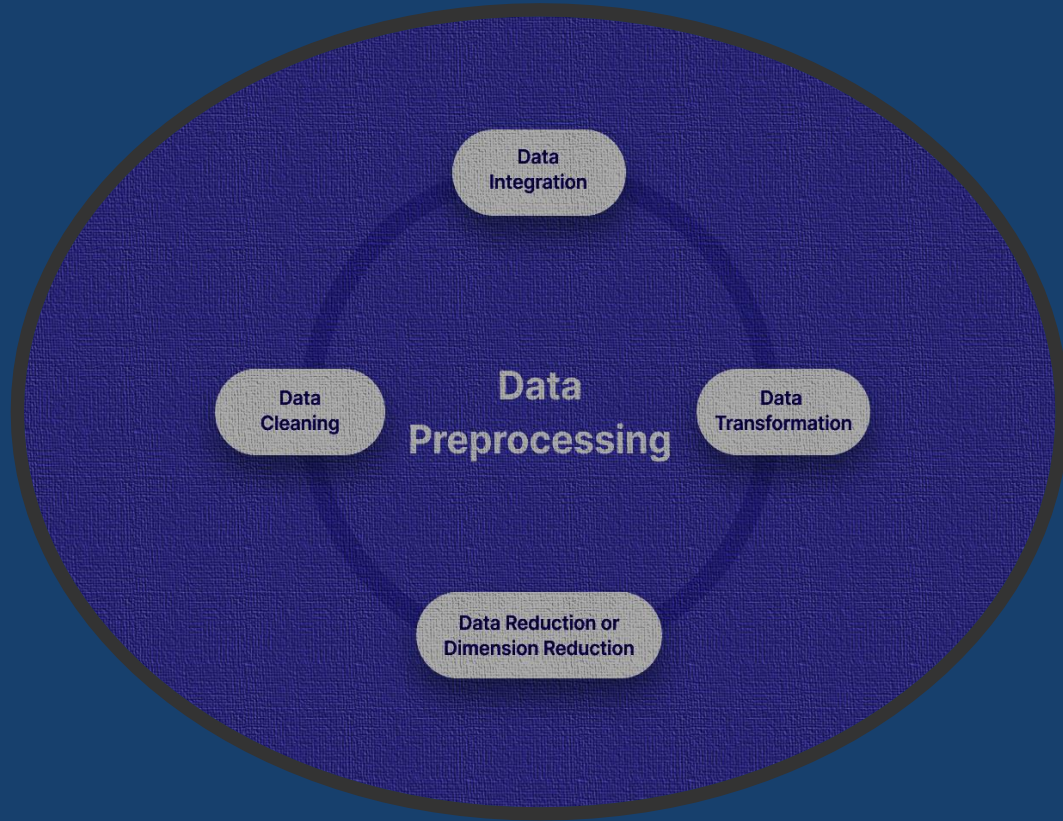 Data
Integration
Data
Cleaning
Data
Preprocessing
Data
Transformation
Data Reduction or
Dimension Reduction